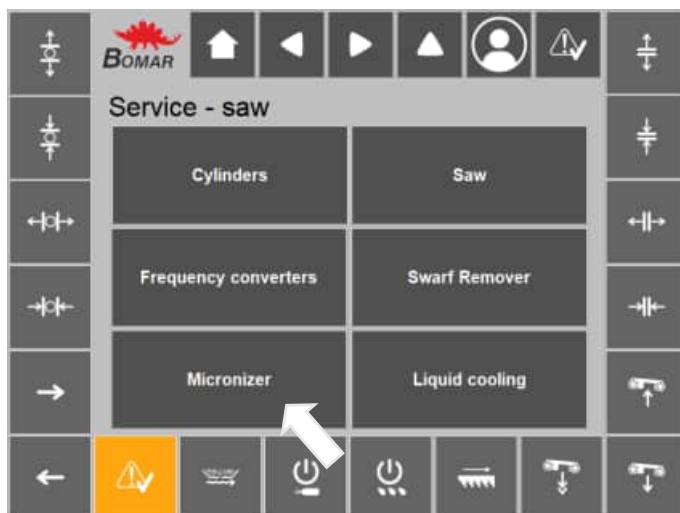 BOMAR
Service - saw
Cylinders
Saw
Frequency converters
Swarf Remover
Micronizer
Liquid cooling